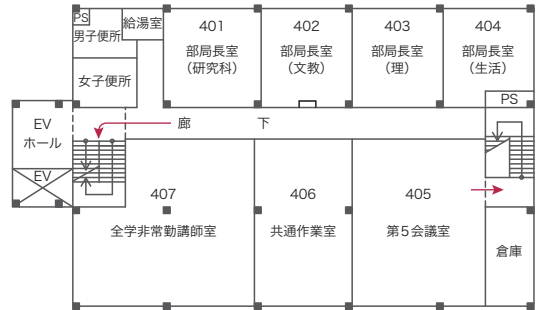 PS
男子便所
給湯室
女子便所
401
部局長室
（研究科）
402
部局長室
（文教）
403
部局長室
（理）
404
部局長室
（生活）
PS
EV
ホール
EV
廊　下
407
全学非常勤講師室
406
共通作業室
405
第5会議室
倉庫